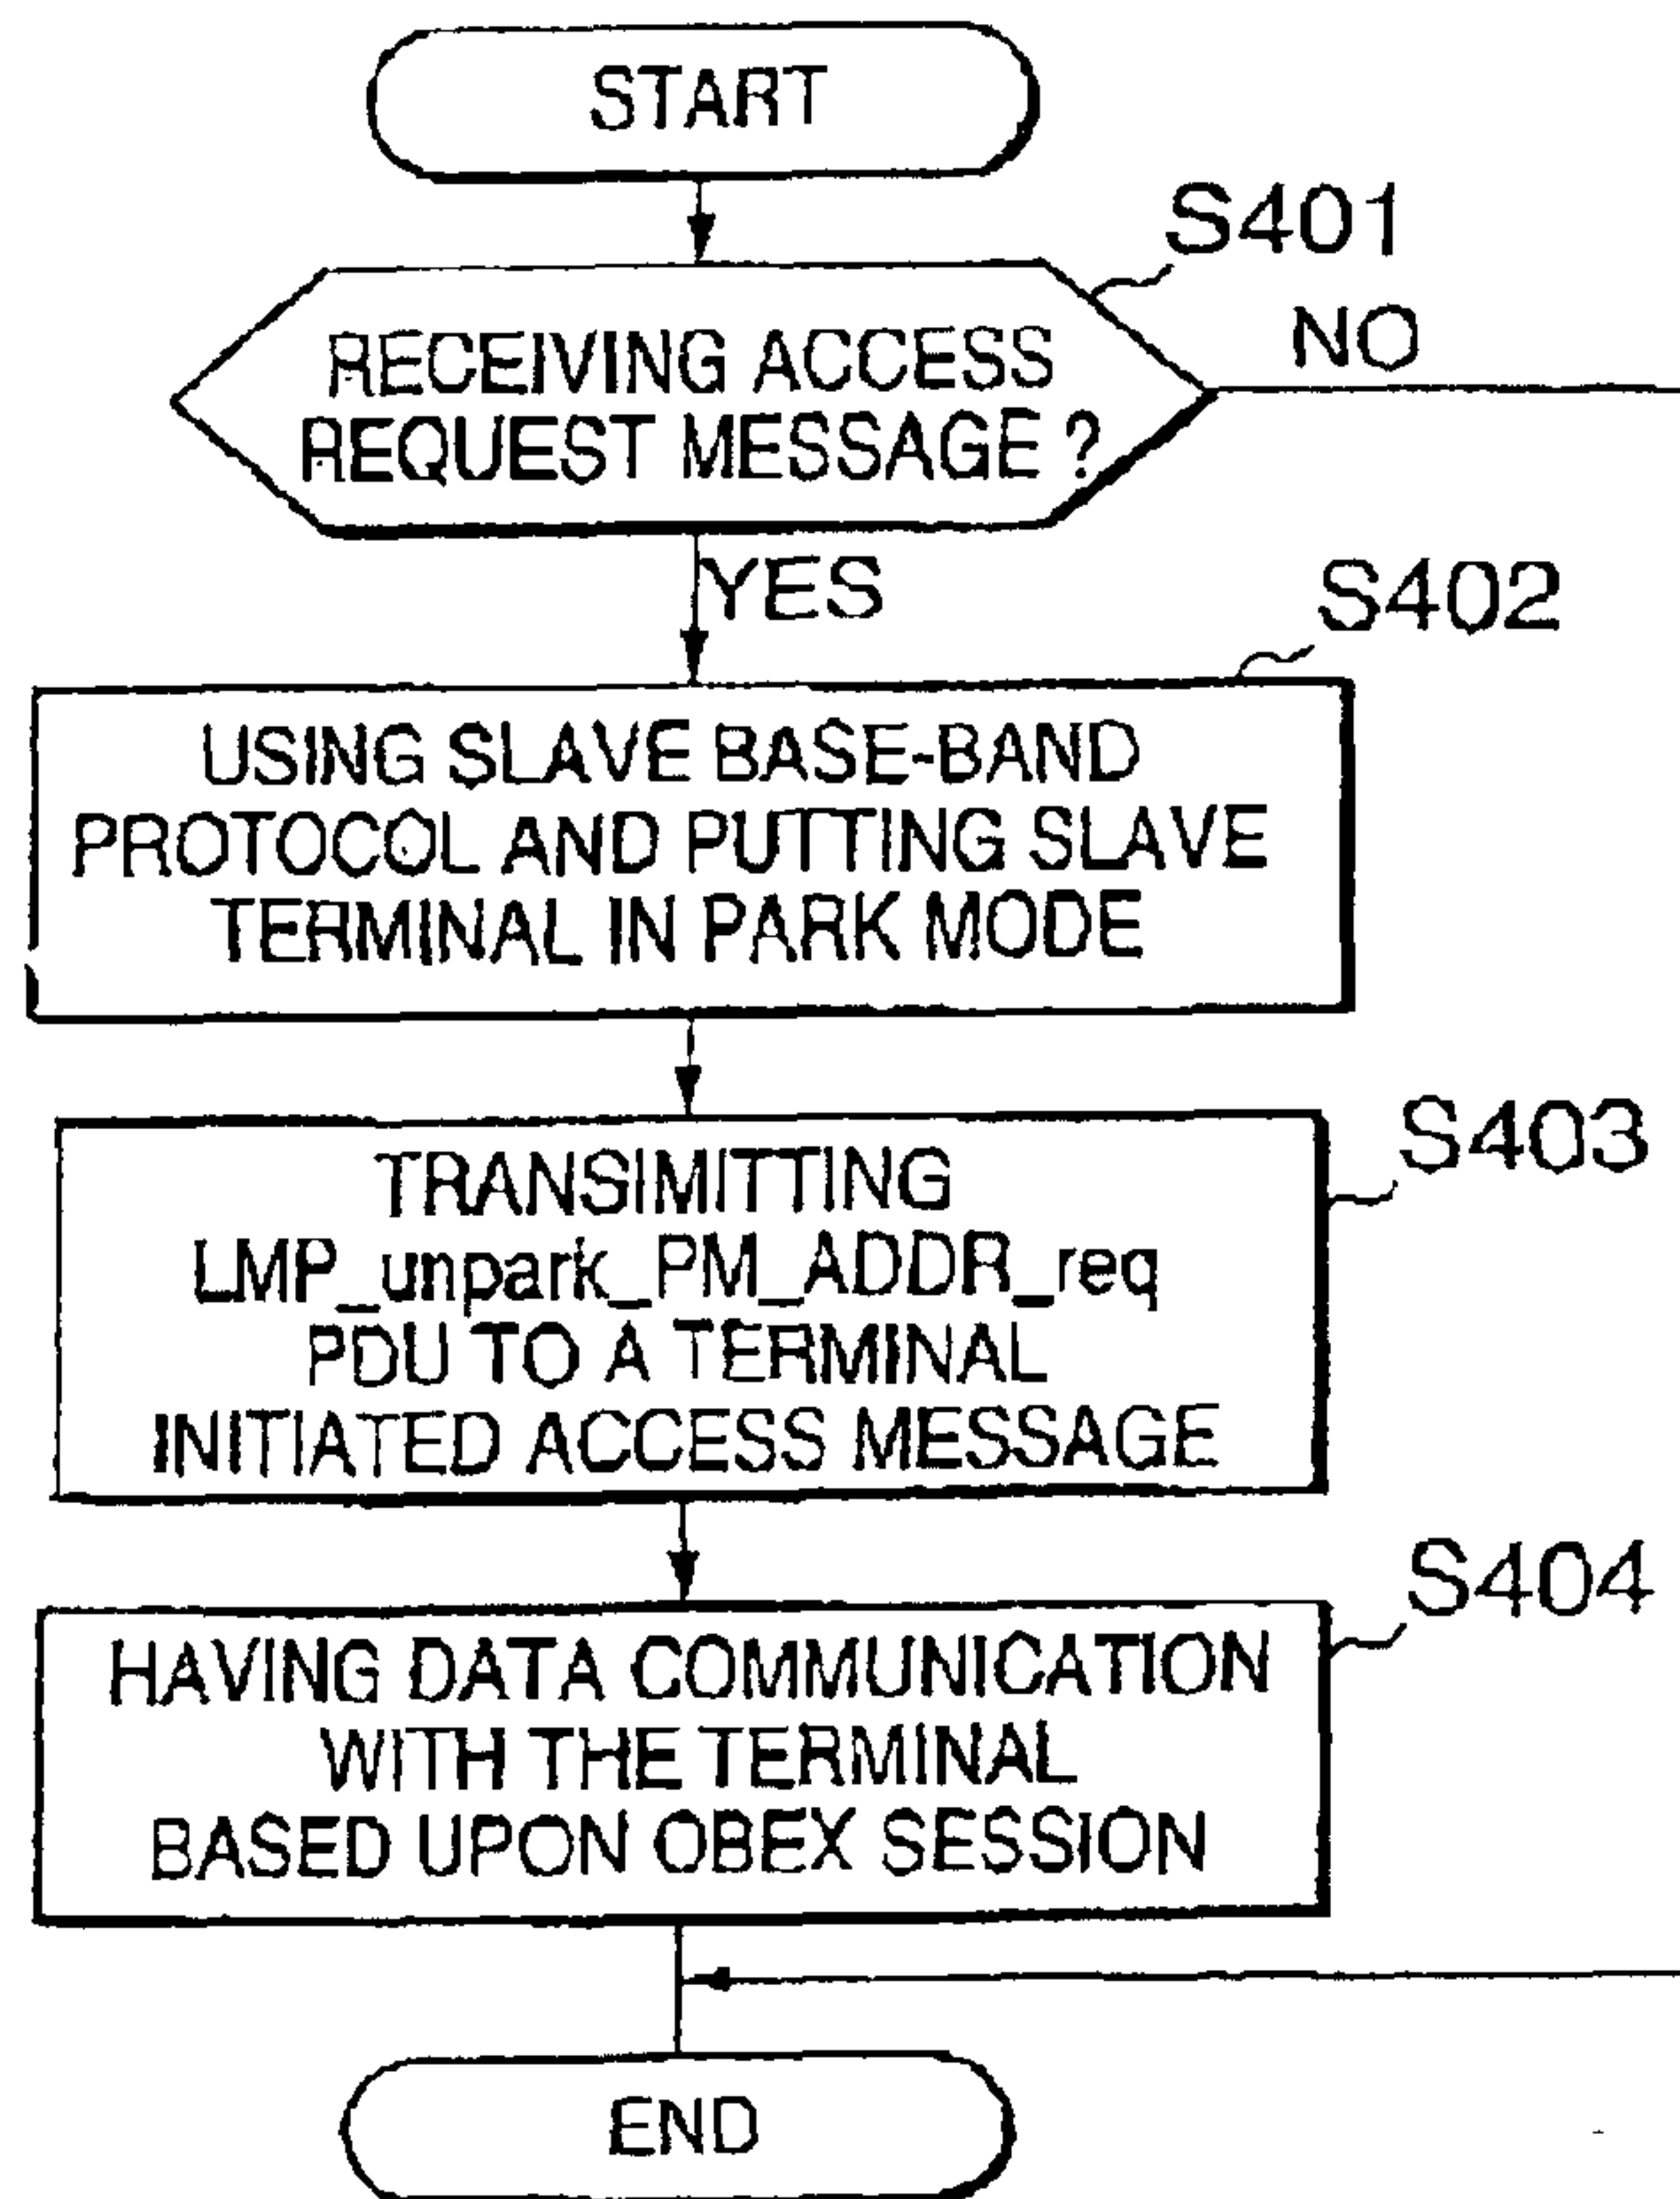 START
S401
RECEIVING ACCESS
REQUEST MESSAGE ?
NO
YES
S402
USING SLAVE BASE-BAND
PROTOCOL AND PUTTING SLAVE
TERMINAL IN PARK MODE
S403
TRANSIMITTING
LMP_unpark_PM_ADDR_req
PDU TO A TERMINAL
INITIATED ACCESS MESSAGE
S404
HAVING DATA COMMUNICATION
WITH THE TERMINAL
BASED UPON OBEX SESSION
END